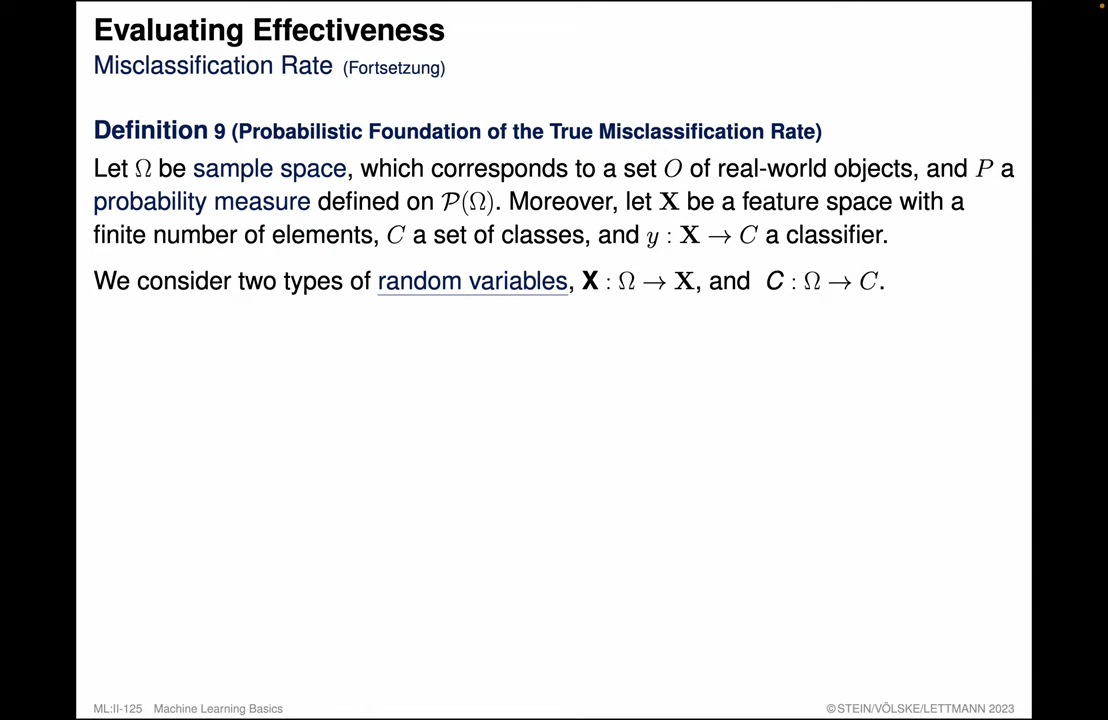 Evaluating Effectiveness
Misclassification Rate (Fortsetzung)
Definition 9 (Probabilistic Foundation of the True Misclassification Rate)
Let Ω be sample space, which corresponds to a set O of real-world objects, and P a
probability measure defined on 𝒫(Ω). Moreover, let X be a feature space with a
finite number of elements, C a set of classes, and y : X → C a classifier.
We consider two types of random variables, X : Ω → X, and C : Ω → C.
ML:II-125 Machine Learning Basics
©STEIN/VÖLSKE/LETTMANN 2023